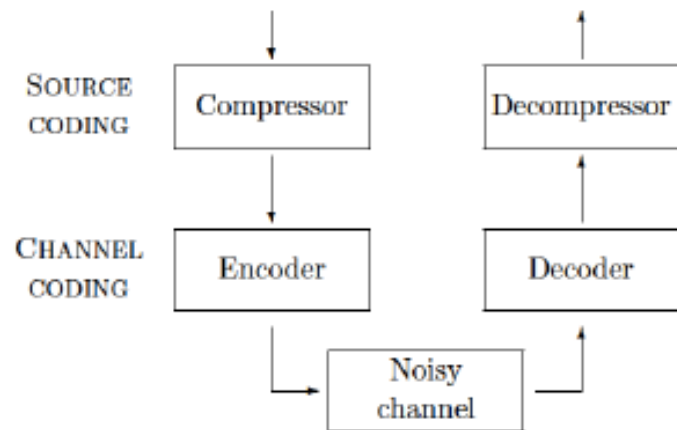 SOURCE
CODING
Compressor
Decompressor
CHANNEL
CODING
Encoder
Decoder
Noisy
channel